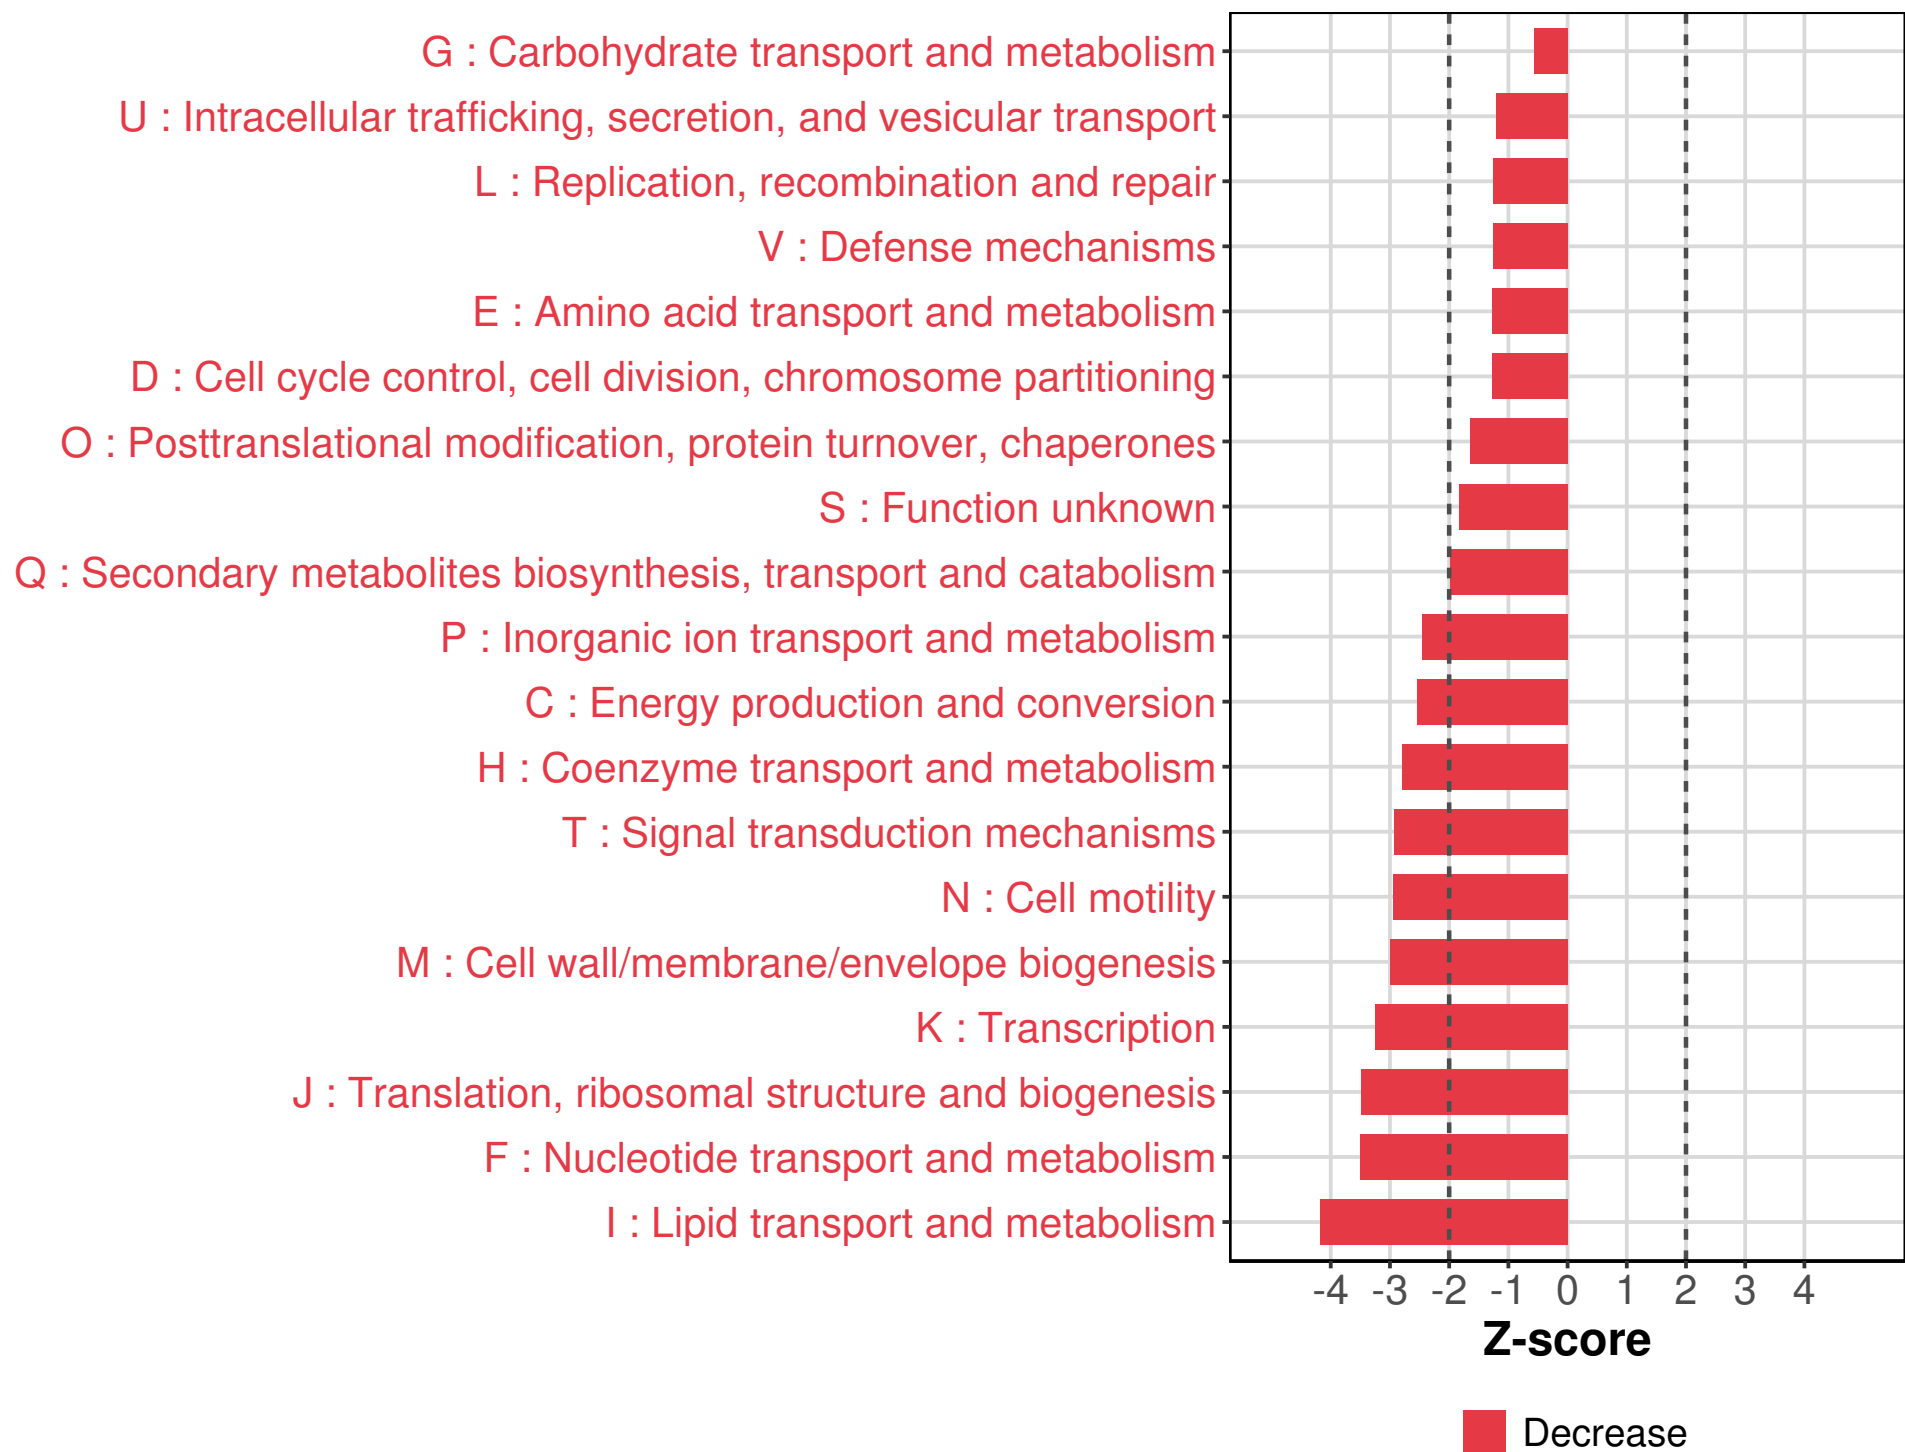 G : Carbohydrate transport and metabolism
U : Intracellular trafficking, secretion, and vesicular transport
L : Replication, recombination and repair
V : Defense mechanisms
E : Amino acid transport and metabolism
D : Cell cycle control, cell division, chromosome partitioning
O : Posttranslational modification, protein turnover, chaperones
S : Function unknown
Q : Secondary metabolites biosynthesis, transport and catabolism
P : Inorganic ion transport and metabolism
C : Energy production and conversion
H : Coenzyme transport and metabolism
T : Signal transduction mechanisms
N : Cell motility
M : Cell wall/membrane/envelope biogenesis
K : Transcription
J : Translation, ribosomal structure and biogenesis
F : Nucleotide transport and metabolism
I : Lipid transport and metabolism
-4 -3 -2 -1 0 1 2 3 4
Z-score
Decrease